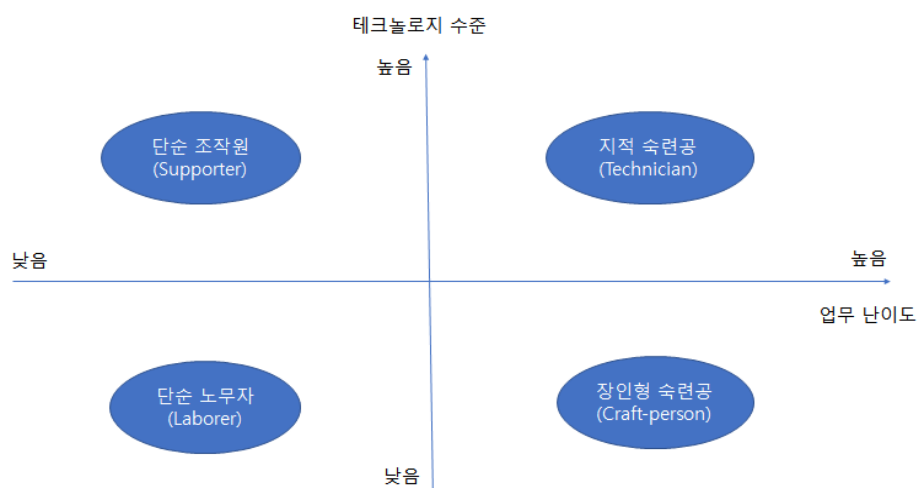 테크놀로지 수준
높음
단순 조작원
(Supporter)
지적 숙련공
(Technician)
낮음
높음
업무 난이도
단순 노무자
(Laborer)
장인형 숙련공
(Craft-person)
낮음